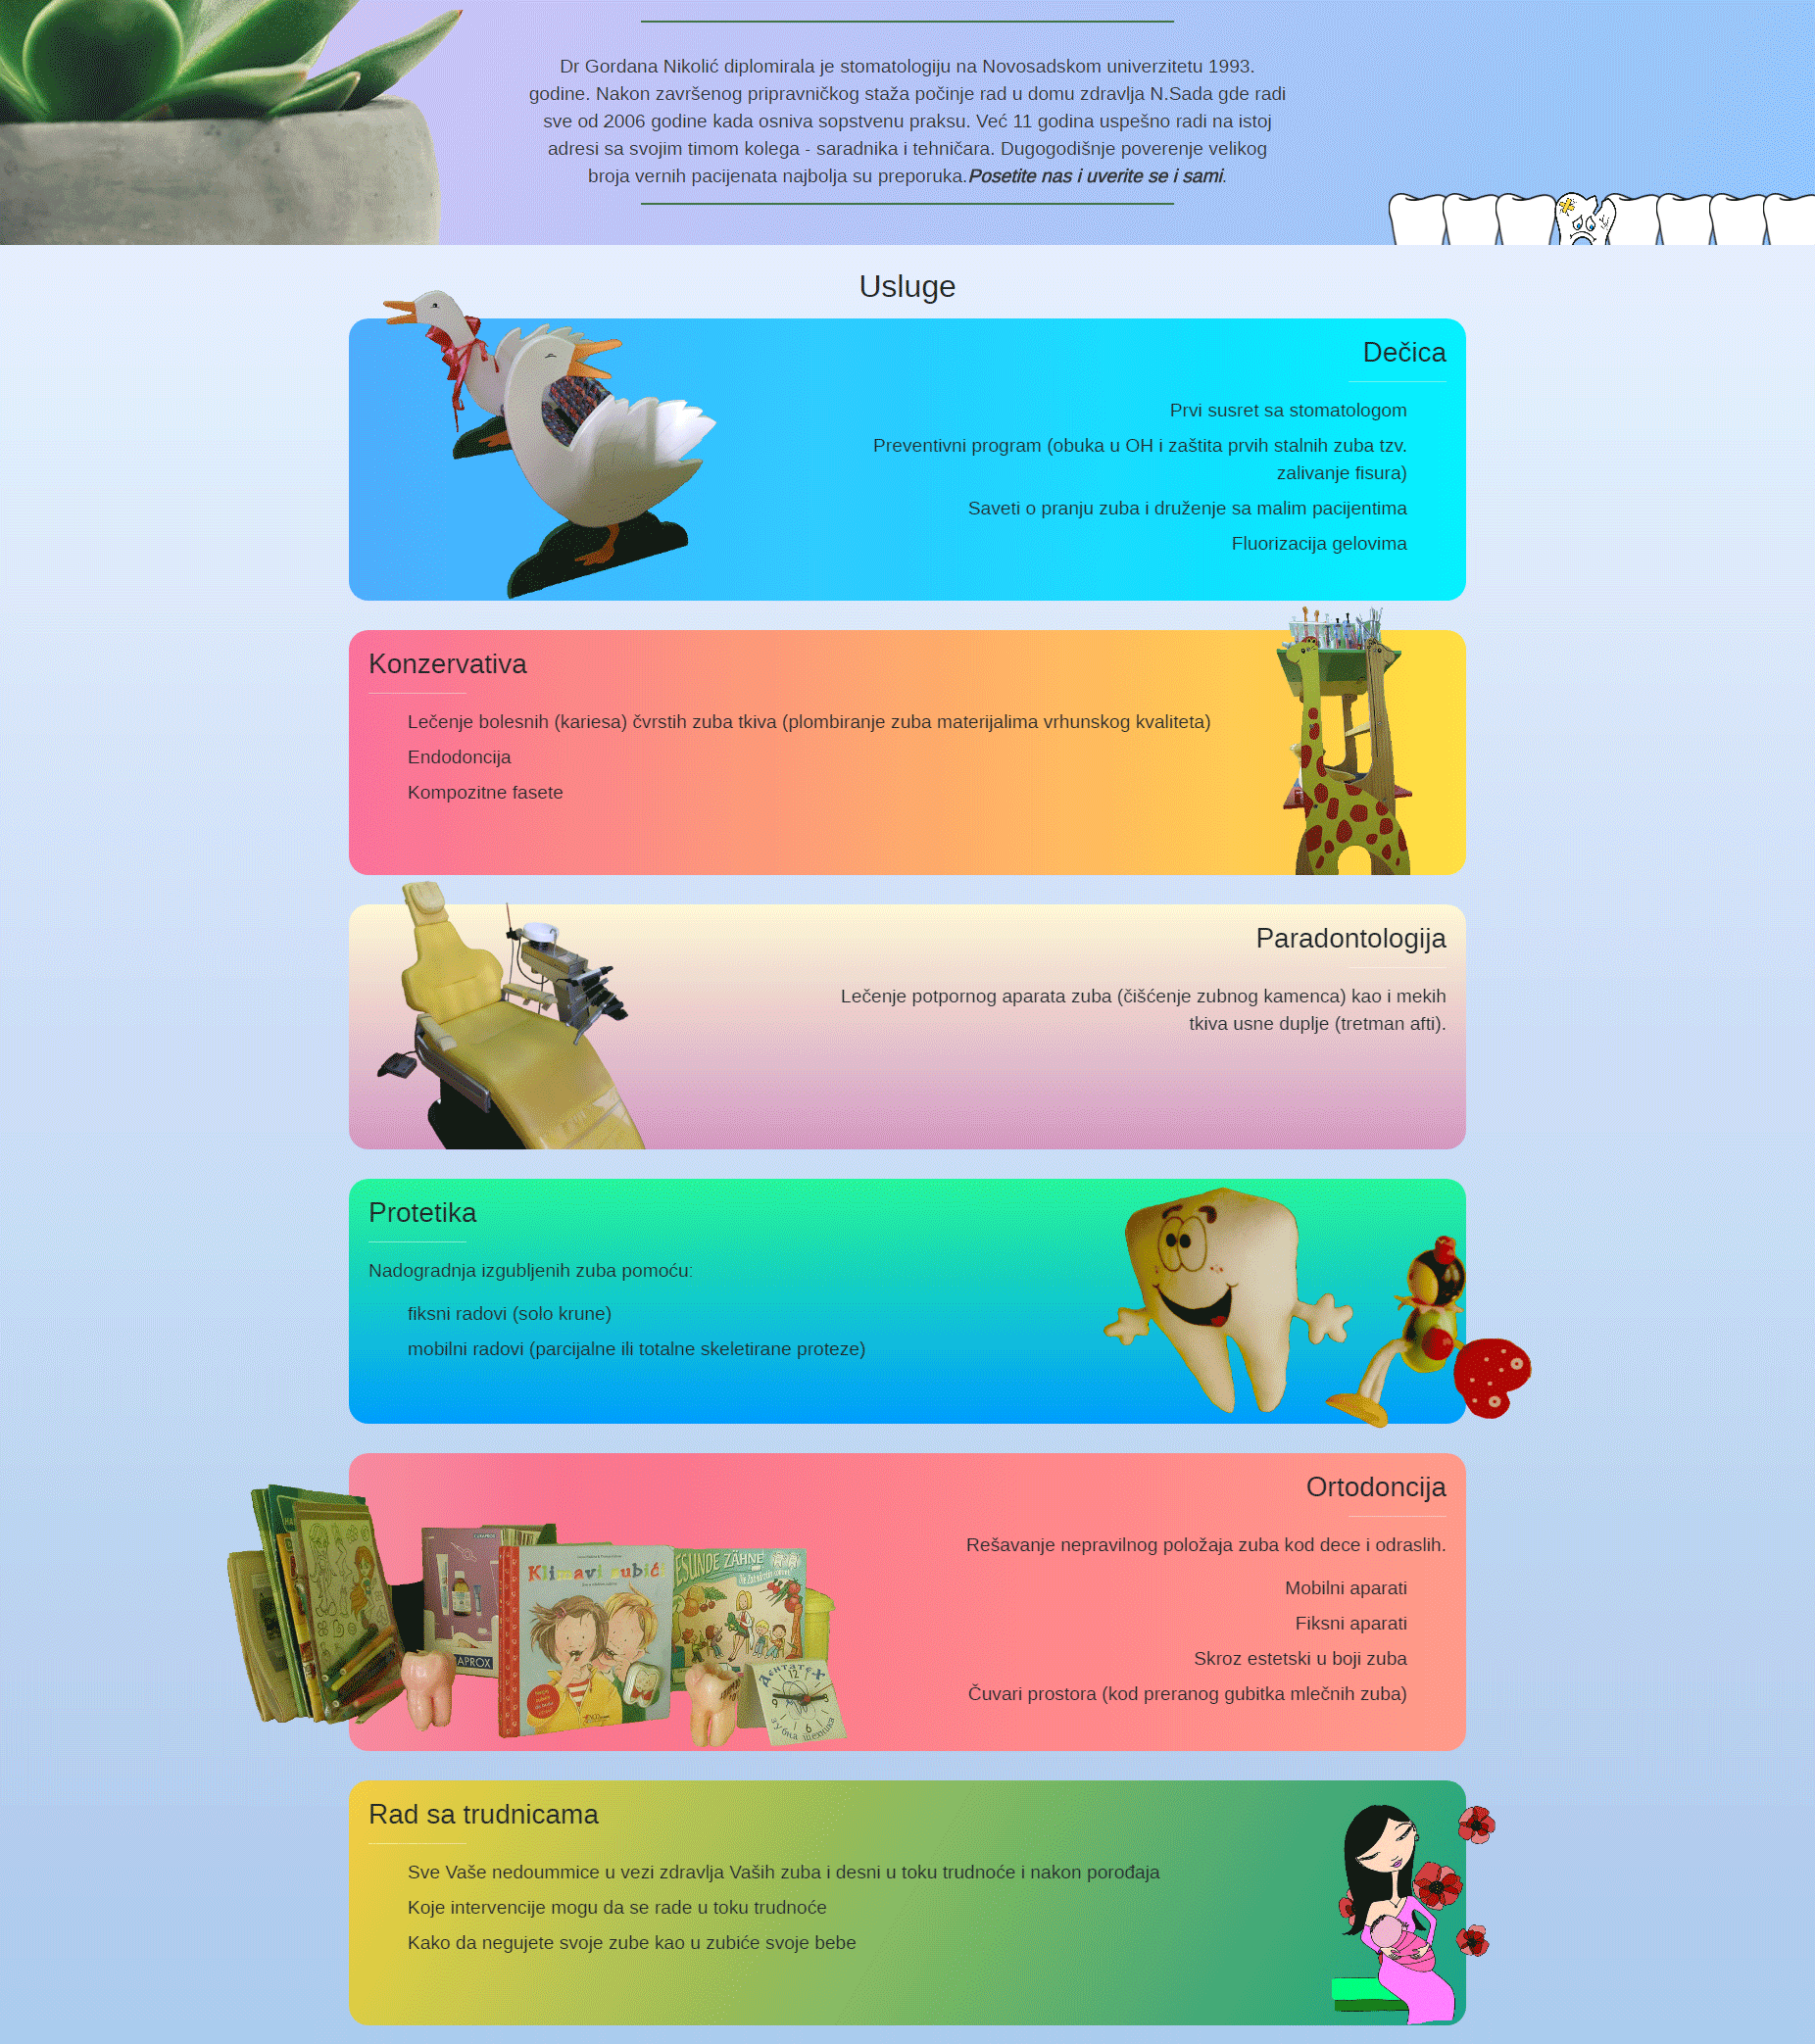 Dr Gordana Nikolić diplomirala je stomatologiju na Novosadskom univerzitetu 1993.
godine. Nakon završenog pripravničkog staža počinje rad u domu zdravlja N.Sada gde radi
sve od 2006 godine kada osniva sopstvenu praksu. Već 11 godina uspešno radi na istoj
adresi sa svojim timom kolega - saradnika i tehničara. Dugogodišnje poverenje velikog
broja vernih pacijenata najbolja su preporuka.Posetite nas i uverite se i sami.
Usluge
Dečica
Prvi susret sa stomatologom
Preventivni program (obuka u OH i zaštita prvih stalnih zuba tzv.
zalivanje fisura)
Saveti o pranju zuba i druženje sa malim pacijentima
Fluorizacija gelovima
Konzervativa
Lečenje bolesnih (kariesa) čvrstih zuba tkiva (plombiranje zuba materijalima vrhunskog kvaliteta)
Endodoncija
Kompozitne fasete
Paradontologija
Lečenje potpornog aparata zuba (čišćenje zubnog kamenca) kao i mekih
tkiva usne duplje (tretman afti).
Protetika
Nadogradnja izgubljenih zuba pomoću:
fiksni radovi (solo krune)
mobilni radovi (parcijalne ili totalne skeletirane proteze)
Ortodoncija
Rešavanje nepravilnog položaja zuba kod dece i odraslih.
Mobilni aparati
Fiksni aparati
Skroz estetski u boji zuba
Čuvari prostora (kod preranog gubitka mlečnih zuba)
Klimavi zubić
ESUNDE ZÄHNE
APROX
12
3
6
9
Rad sa trudnicama
Sve Vaše nedoummice u vezi zdravlja Vaših zuba i desni u toku trudnoće i nakon porođaja
Koje intervencije mogu da se rade u toku trudnoće
Kako da negujete svoje zube kao u zubiće svoje bebe